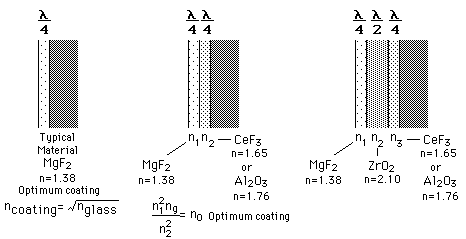 λ
4
Typical
Material
MgF2
n=1.38
Optimum coating
ncoating= √nglass
λ λ
4 4
n1 n2 CeF3
n=1.65
or
Al2O3
n=1.76
MgF2
n=1.38
n1²ng
n2²
= n0 Optimum coating
λ λ λ
4 2 4
n1 n2 n3 CeF3
n=1.65
or
Al2O3
n=1.76
MgF2
n=1.38
ZrO2
n=2.10